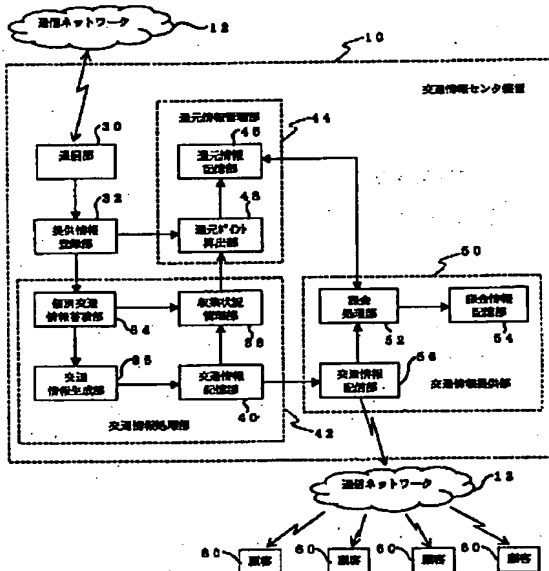 通信ネットワーク
12
10
交通情報センタ装置
還元情報管理部
44
30
通信部
46
還元情報
記憶部
32
提供情報
登録部
48
還元ポイント
算出部
50
個別交通
情報蓄積部
34
収集状況
管理部
38
課金
処理部
52
課金情報
記憶部
54
36
交通
情報生成部
交通情報
記憶部
40
交通情報
配信部
56
交通情報提供部
交通情報処理部
42
通信ネットワーク
12
60
顧客
60
顧客
60
顧客
60
顧客